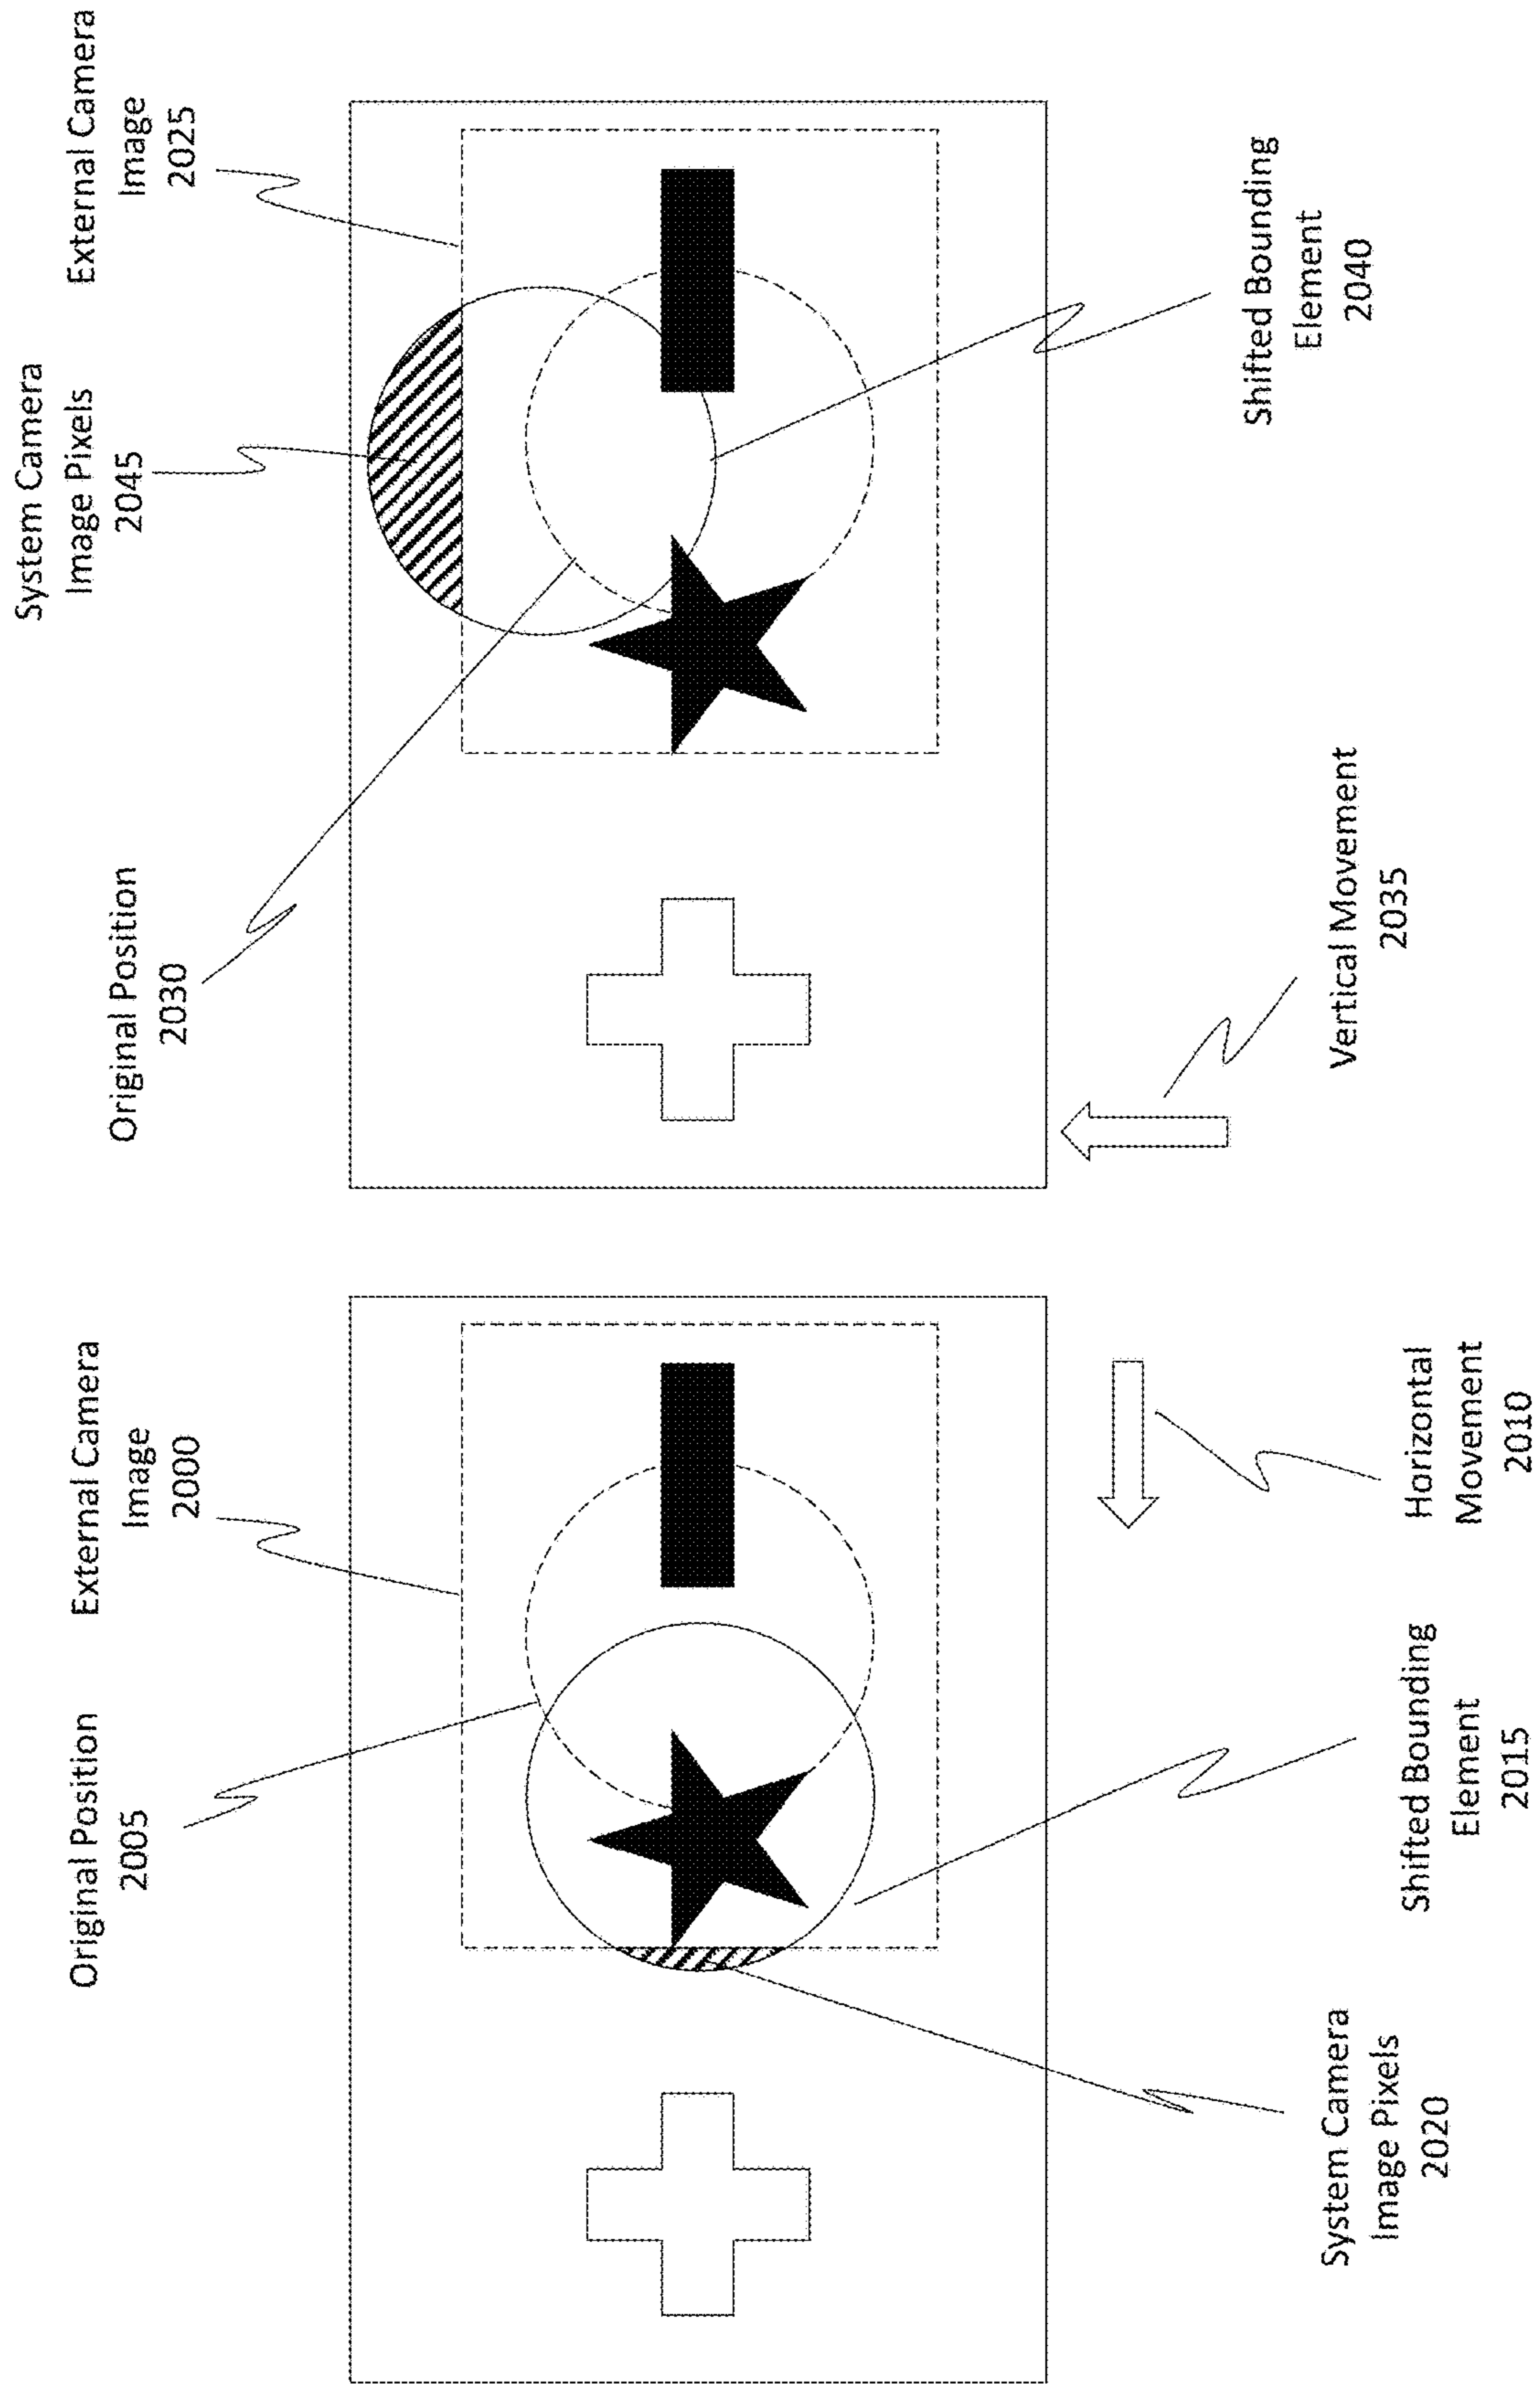 Original Position
2005
External Camera
Image
2000
System Camera
Image Pixels
2020
Shifted Bounding
Element
2015
Horizontal
Movement
2010
Original Position
2030
System Camera
Image Pixels
2045
External Camera
Image
2025
Vertical Movement
2035
Shifted Bounding
Element
2040